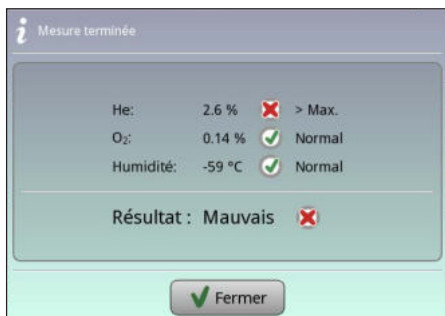 Mesure terminée
He: 2.6 % > Max.
O₂: 0.14 % Normal
Humidité: -59 °C Normal
Résultat : Mauvais
Fermer